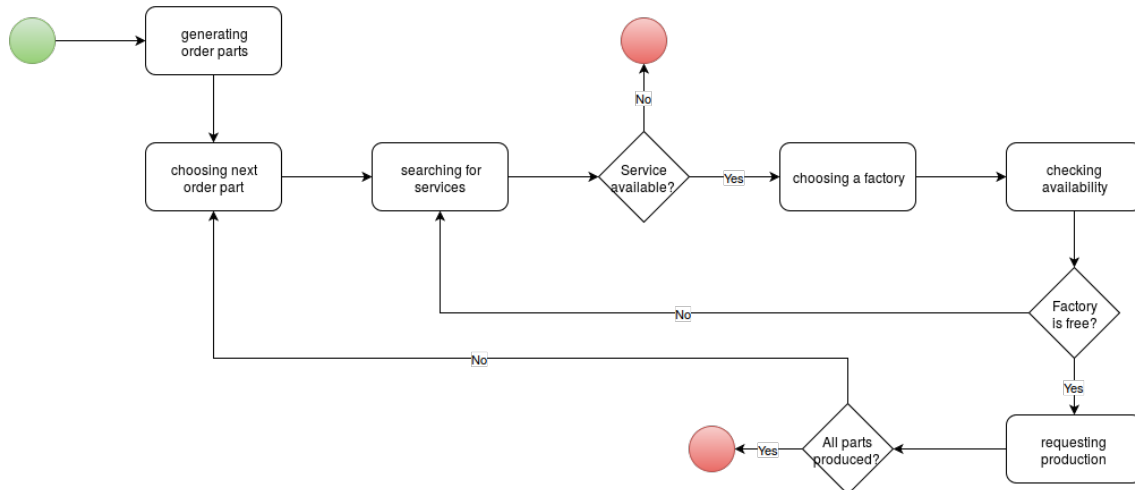 generating
order parts
No
choosing next
order part
searching for
services
Service
available?
Yes
choosing a factory
checking
availability
No
Factory
is free?
No
Yes
Yes
All parts
produced?
requesting
production